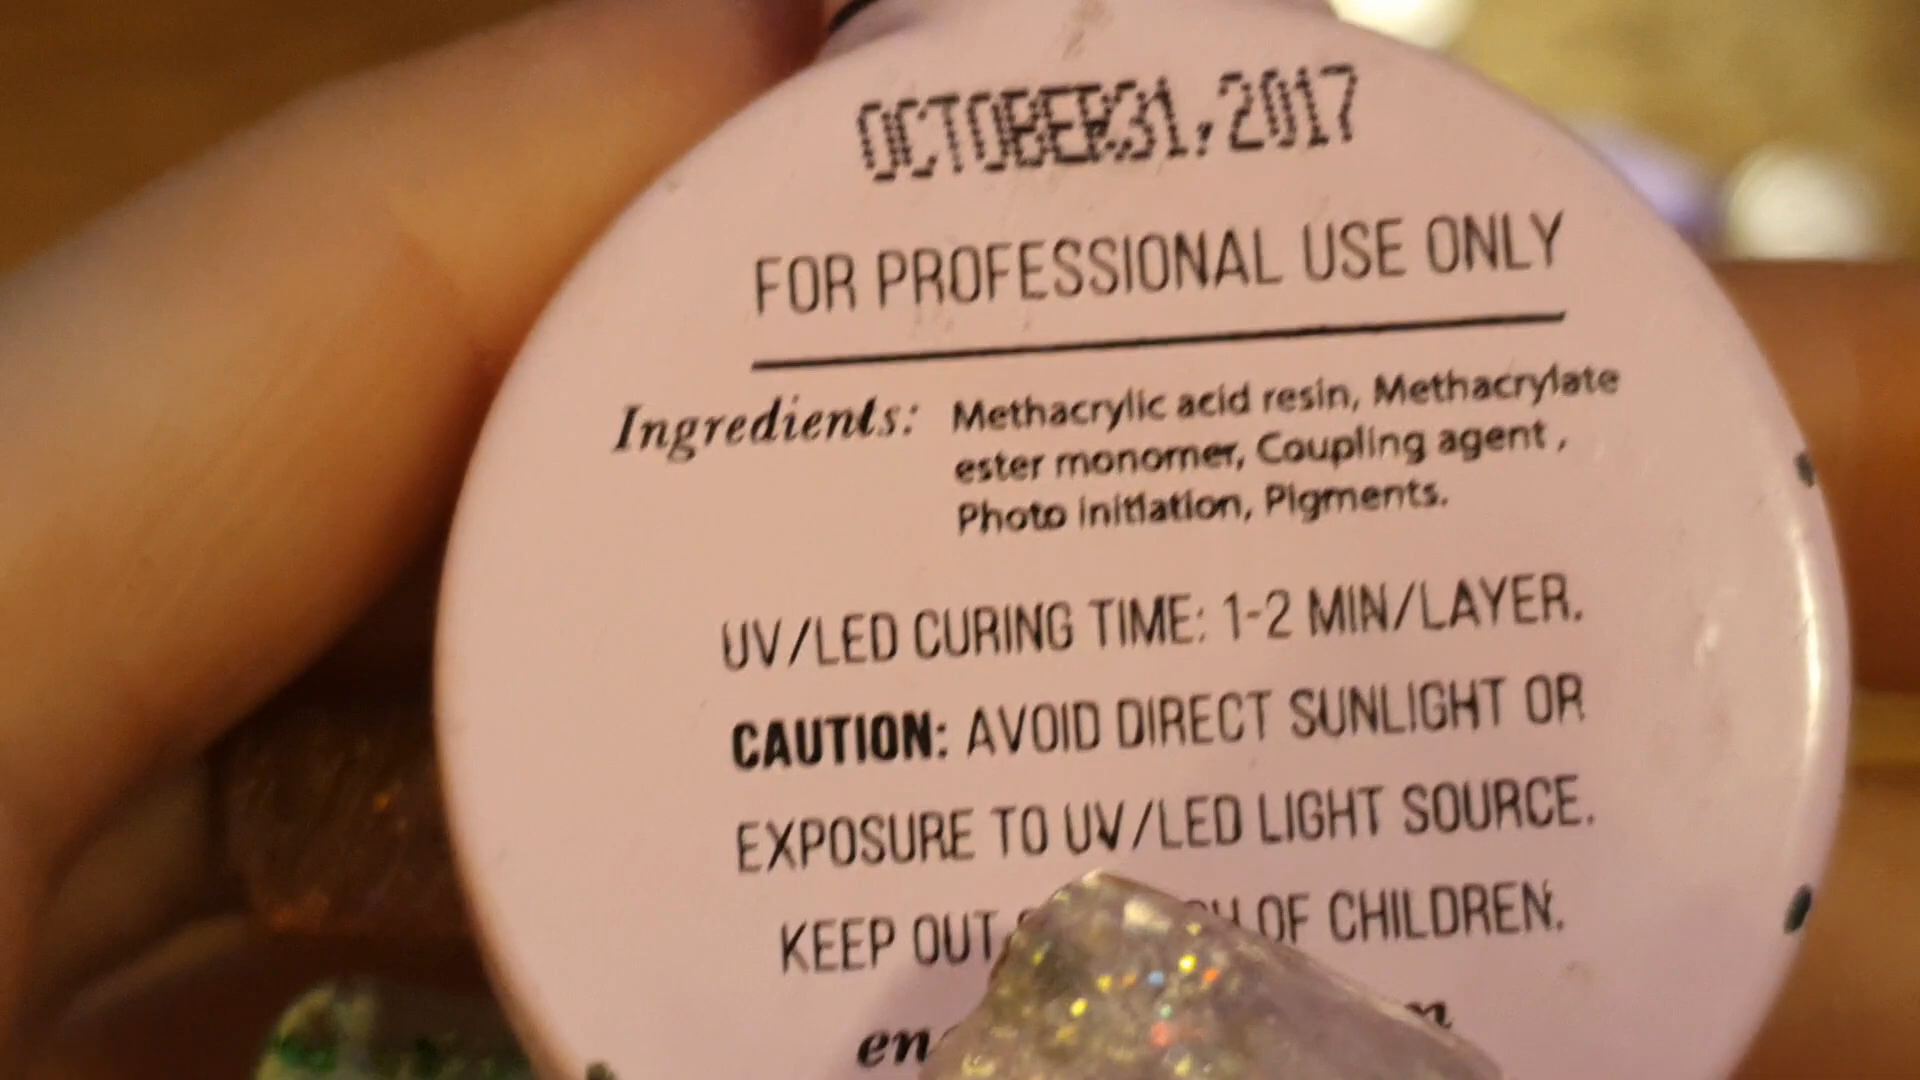 OCTOBER31,2017
FOR PROFESSIONAL USE ONLY
Ingredients: Methacrylic acid resin, Methacrylate
ester monomer, Coupling agent ,
Photo initiation, Pigments.
UV/LED CURING TIME: 1-2 MIN/LAYER.
CAUTION: AVOID DIRECT SUNLIGHT OR
EXPOSURE TO UV/LED LIGHT SOURCE.
KEEP OUT OF CHILDREN.